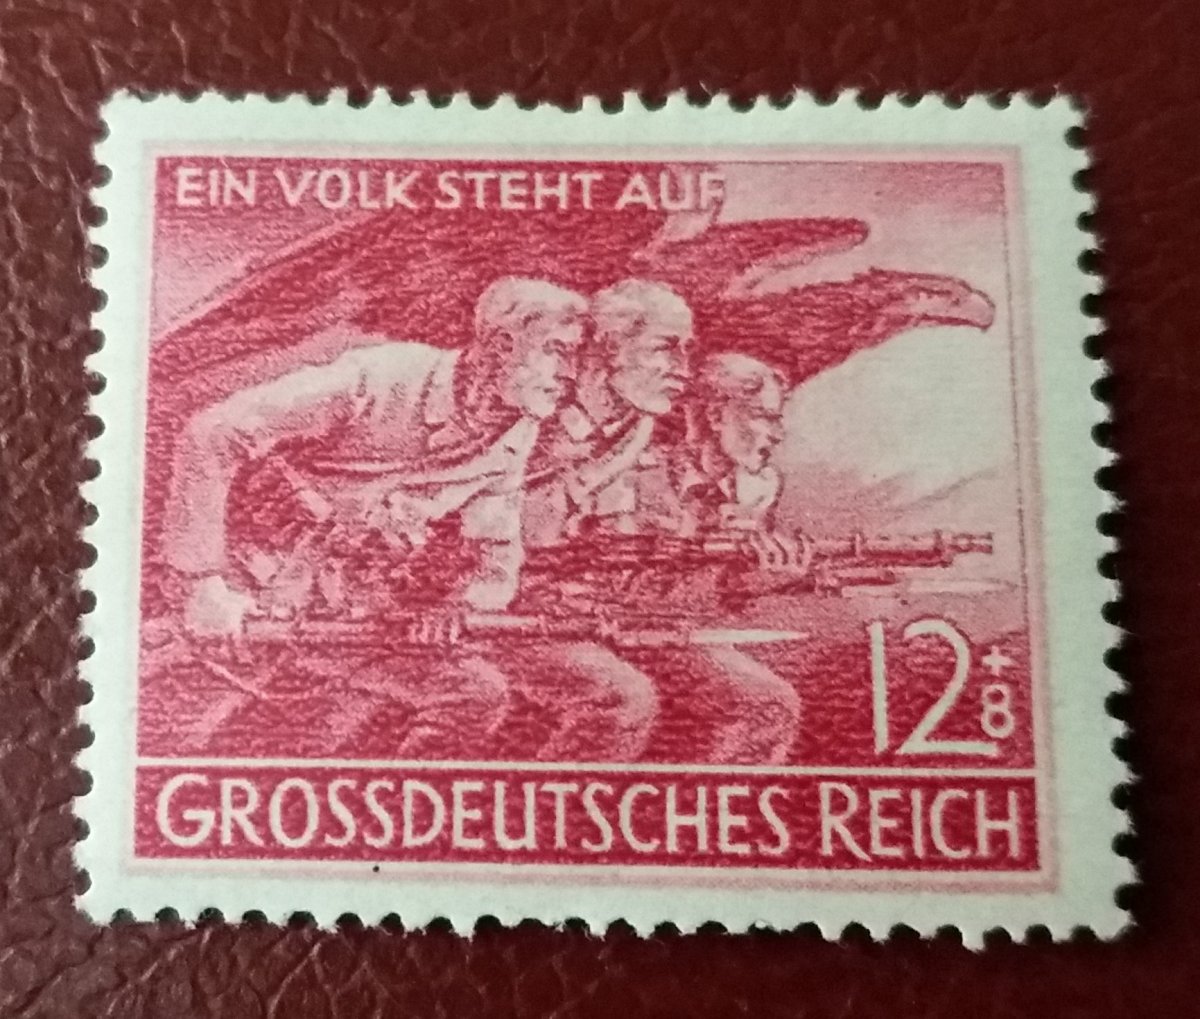 EIN VOLK STEHT AUF
12 + 8
GROSSDEUTSCHES REICH